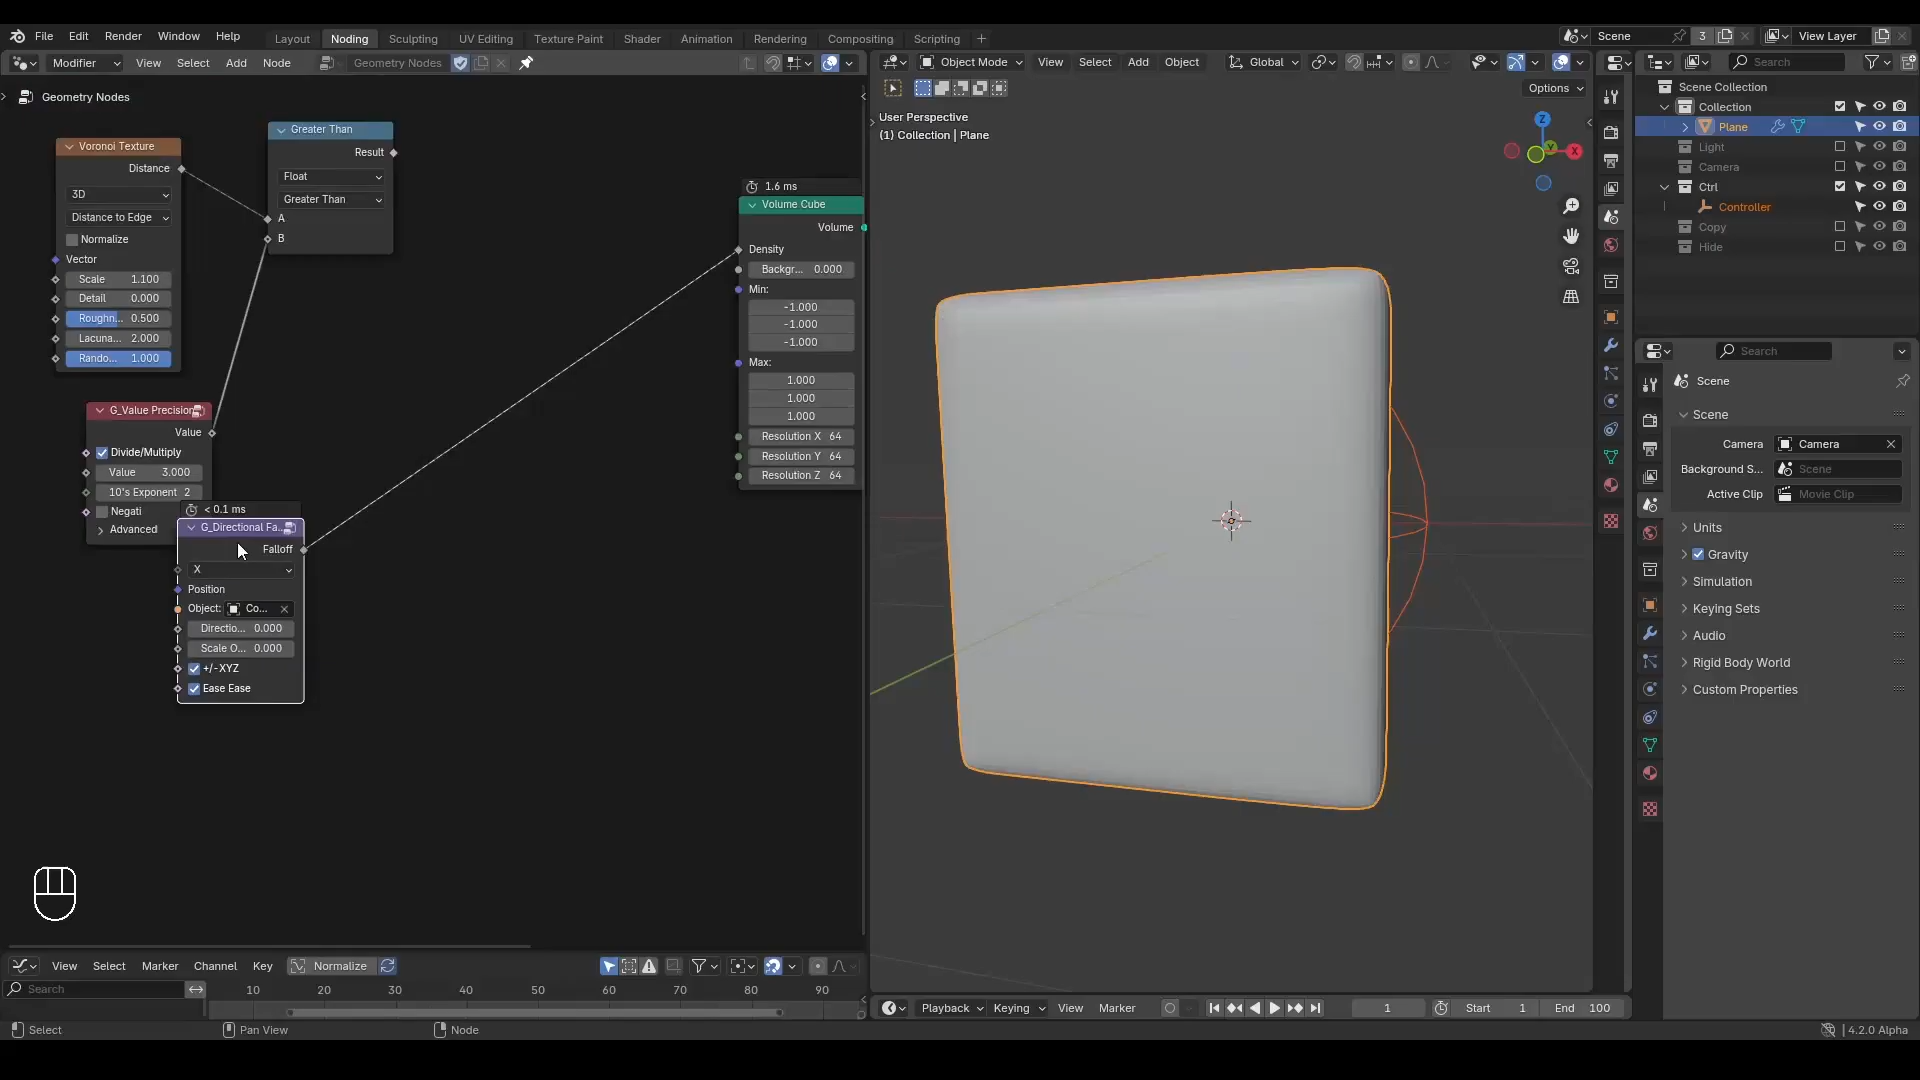 File Edit Render Window Help Layout Noding Sculpting UV Editing Texture Paint Shader Animation Rendering Compositing Scripting + Scene 3 View Layer
Modifier View Select Add Node Geometry Nodes
Object Mode View Select Add Object Global
Options
Geometry Nodes
User Perspective
(1) Collection | Plane
Z
Y
X
Voronoi Texture
Distance
3D
Distance to Edge
Normalize
Vector
Scale 1.100
Detail 0.000
Roughn... 0.500
Lacuna... 2.000
Rando... 1.000
Greater Than
Result
Float
Greater Than
A
B
G_Value Precision
Value
Divide/Multiply
Value 3.000
10's Exponent 2
Negati
Advanced
< 0.1 ms
G_Directional Fa...
Falloff
X
Position
Object: Co...
Directio... 0.000
Scale O... 0.000
+/-XYZ
Ease Ease
1.6 ms
Volume Cube
Volume
Density
Backgr... 0.000
Min:
-1.000
-1.000
-1.000
Max:
1.000
1.000
1.000
Resolution X 64
Resolution Y 64
Resolution Z 64
Search
Scene Collection
Collection
Plane
Light
Camera
Ctrl
Controller
Copy
Hide
Search
Scene
Scene
Camera Camera
Background S... Scene
Active Clip Movie Clip
Units
Gravity
Simulation
Keying Sets
Audio
Rigid Body World
Custom Properties
View Select Marker Channel Key Normalize
Search
10 20 30 40 50 60 70 80 90
Playback Keying View Marker 1 Start 1 End 100
Select Pan View Node 4.2.0 Alpha